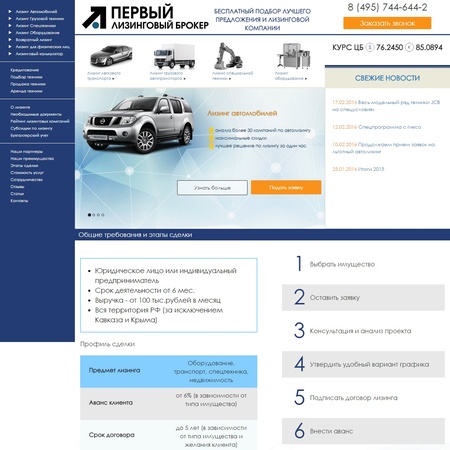 Лизинг Автомобилей
Лизинг Грузовой техники
Лизинг Спецтехники
Лизинг Оборудования
Возвратный лизинг
Лизинг для физических лиц
Лизинговый калькулятор
Кредитование
Подбор техники
Продажа техники
Аренда техники
О лизинге
Необходимые документы
Рейтинг лизинговых компаний
Субсидии по лизингу
Бухгалтерский учет
Наши партнеры
Наши преимущества
Этапы сделки
Стоимость услуг
Сотрудничество
Отзывы
Статьи
Контакты
ПЕРВЫЙ
ЛИЗИНГОВЫЙ БРОКЕР
БЕСПЛАТНЫЙ ПОДБОР ЛУЧШЕГО
ПРЕДЛОЖЕНИЯ И ЛИЗИНГОВОЙ
КОМПАНИИ
8 (495) 744-644-2
Заказать звонок
КУРС ЦБ $ 76.2450 € 85.0894
Лизинг легкового
транспорта
Лизинг грузового
автотранспорта
Лизинг специальной
техники
Лизинг
оборудования
Лизинг автомобилей
анализ более 30 компаний по автолизингу
максимальные скидки
лучшее решение по лизингу за один час
Узнать больше
Подать заявку
СВЕЖИЕ НОВОСТИ
17.02.2016 Весь модельный ряд техники JCB
на спецусловиях
12.02.2016 Спецпрограмма с Iveco
10.02.2016 Продолжаем прием заявок на
льготный автолизинг
25.01.2016 Итоги 2015
Общие требования и этапы сделки
Юридическое лицо или индивидуальный
предприниматель
Срок деятельности от 6 мес.
Выручка - от 100 тыс.рублей в месяц
Вся территория РФ (за исключением
Кавказа и Крыма)
Профиль сделки
Предмет лизинга
Оборудование,
транспорт, спецтехника,
недвижимость
Аванс клиента
от 6% (в зависимости от
типа имущества)
Срок договора
до 5 лет (в зависимости
от типа имущества и
желания клиента)
1 Выбрать имущество
2 Оставить заявку
3 Консультация и анализ проекта
4 Утвердить удобный вариант графика
5 Подписать договор лизинга
6 Внести аванс